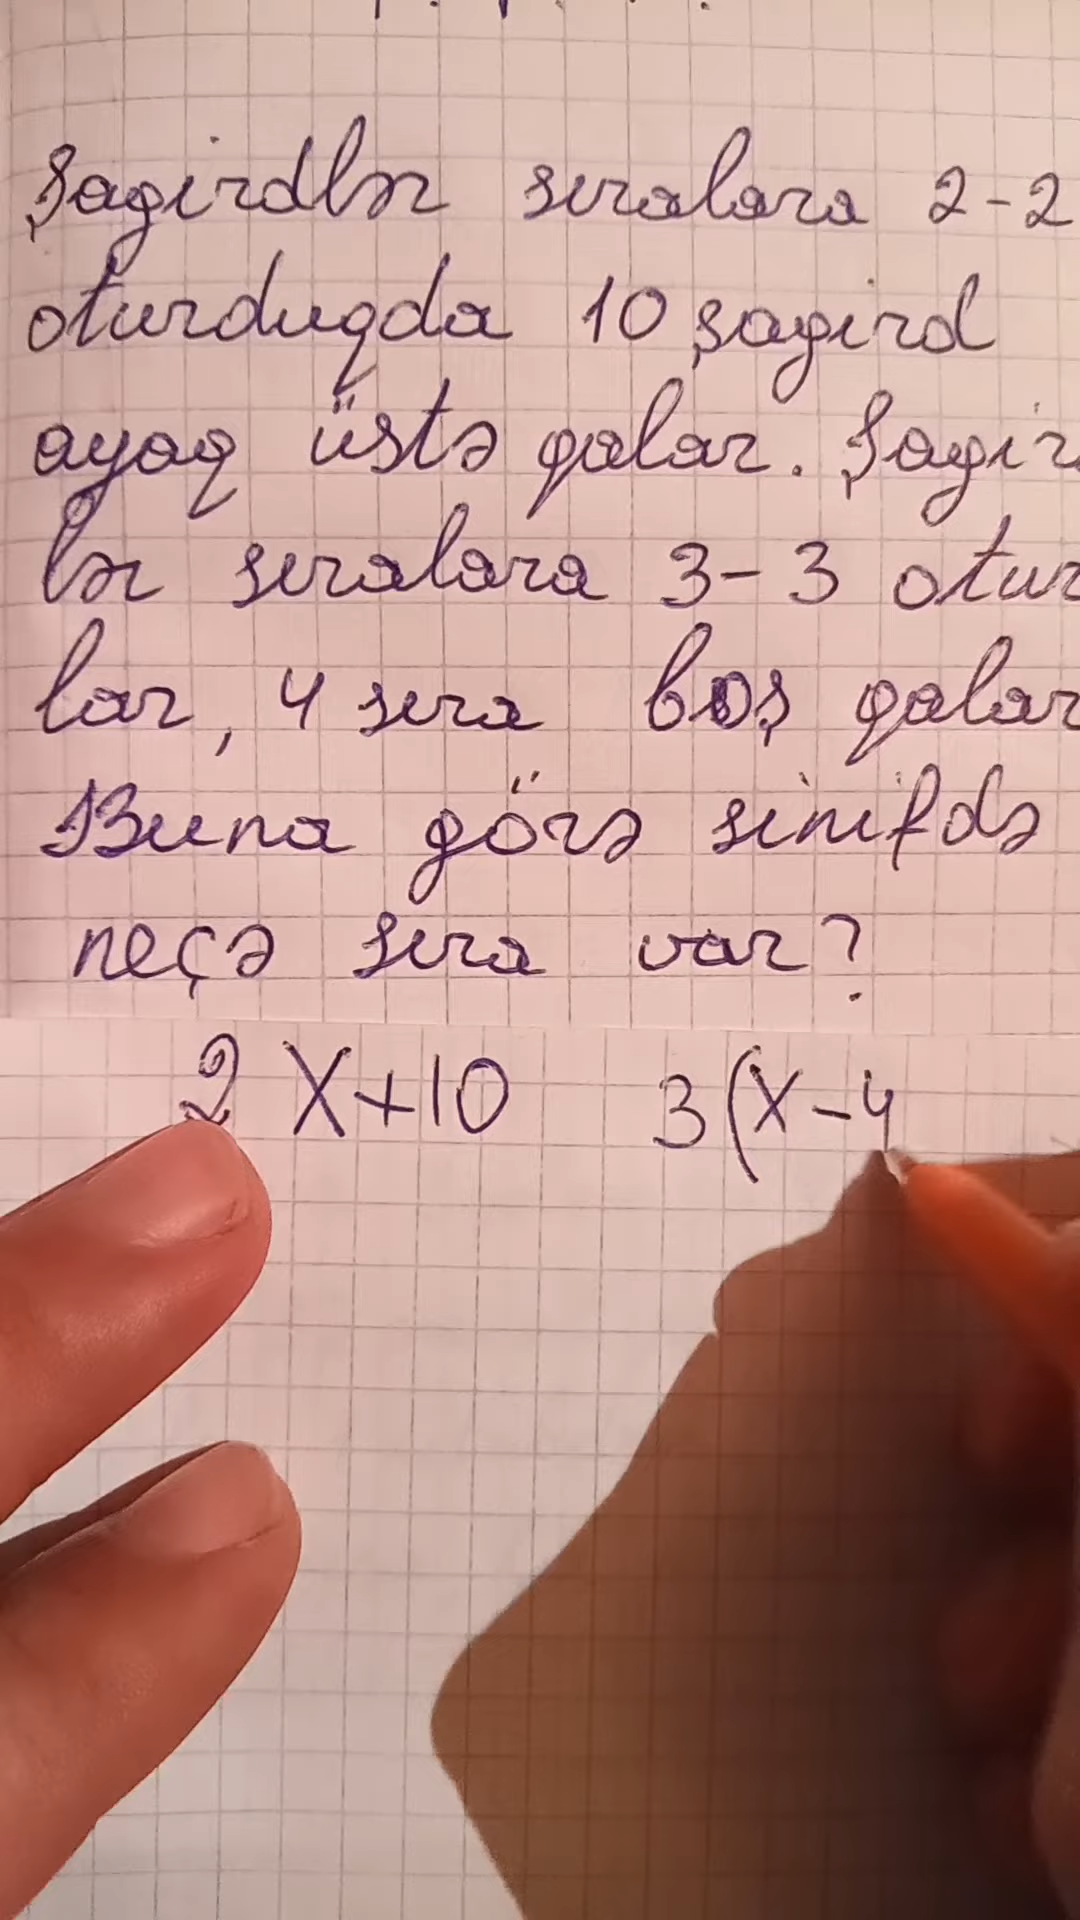 Şagirdlər sıralara 2-2
oturduqda 10 şagird
ayaq üstə qalar. Şagir
lər sıralara 3-3 otur
lar, 4 sıra boş qalar
Buna görə sinifdə
neçə sıra var?
2 x+10 3(x-4